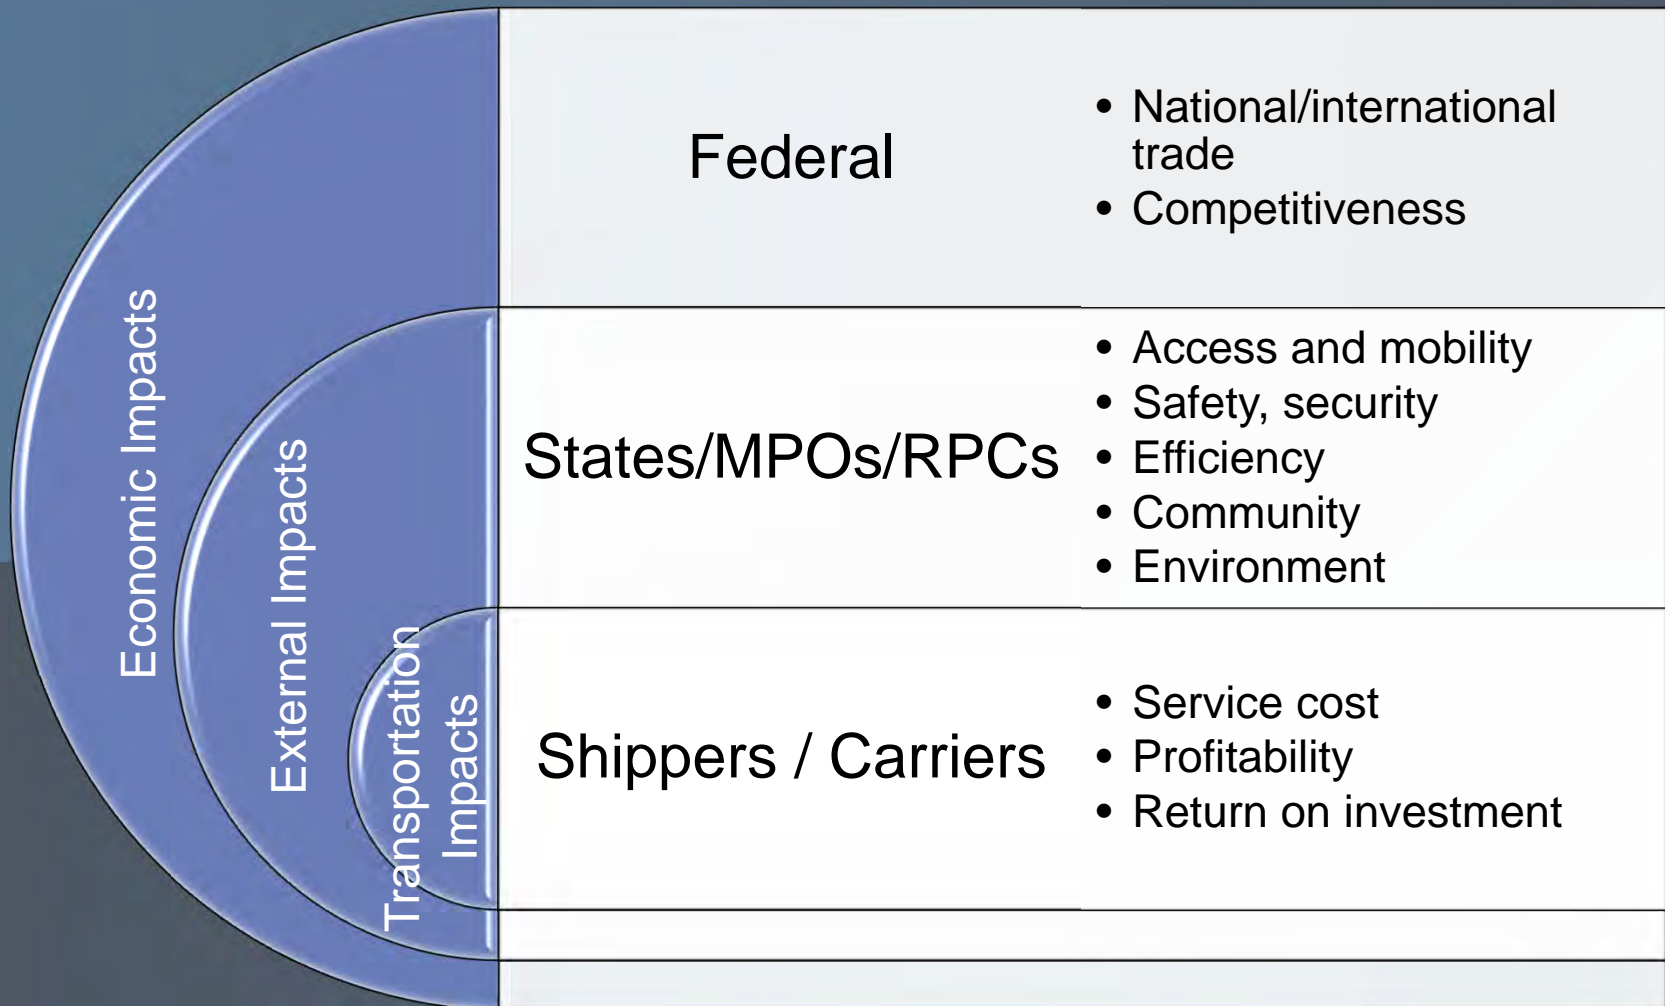 Economic Impacts
External Impacts
Transportation
Impacts
Federal
• National/international
trade
• Competitiveness
States/MPOs/RPCs
• Access and mobility
• Safety, security
• Efficiency
• Community
• Environment
Shippers / Carriers
• Service cost
• Profitability
• Return on investment